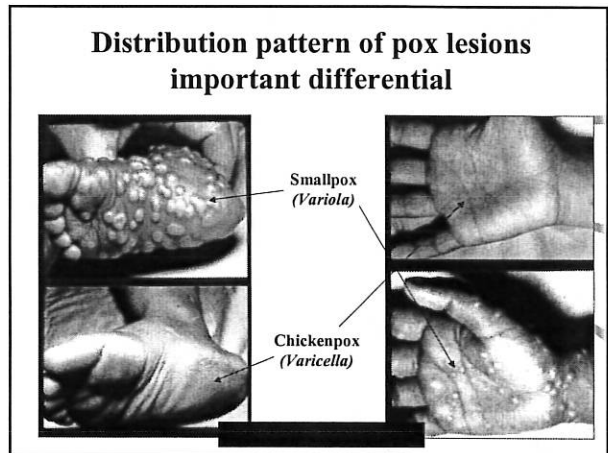 Distribution pattern of pox lesions
important differential
Smallpox
(Variola)
Chickenpox
(Varicella)